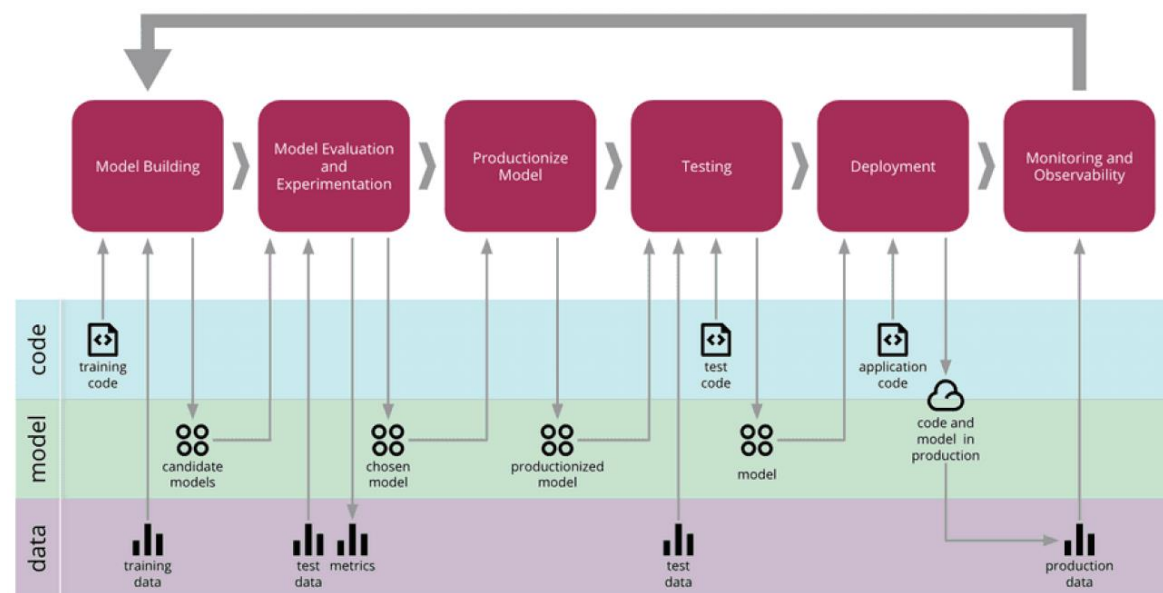 Model Building
Model Evaluation
and
Experimentation
Productionize
Model
Testing
Deployment
Monitoring and
Observability
code
training
code
test
code
application
code
model
candidate
models
chosen
model
productionized
model
model
code and
model in
production
data
training
data
test
data
metrics
test
data
production
data